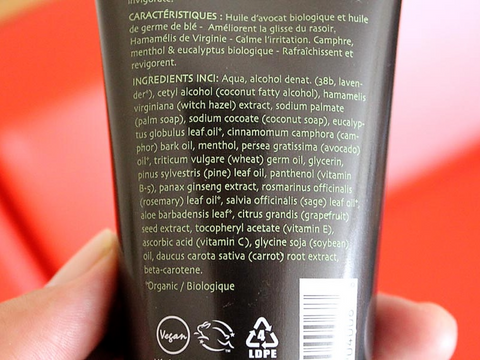 CARACTÉRISTIQUES : Huile d'avocat biologique et huile
de germe de blé - Améliorent la glisse du rasoir,
Hamamélis de Virginie - Calme l'irritation. Camphre,
menthol & eucalyptus biologique - Rafraîchissent et
revigorent.
INGREDIENTS INCI: Aqua, alcohol denat. (38b, laven-
der*), cetyl alcohol (coconut fatty alcohol), hamamelis
virginiana (witch hazel) extract, sodium palmate
(palm soap), sodium cocoate (coconut soap), eucalyp-
tus globulus leaf oil*, cinnamomum camphora (cam-
phor) bark oil, menthol, persea gratissima (avocado)
oil*, triticum vulgare (wheat) germ oil, glycerin,
pinus sylvestris (pine) leaf oil, panthenol (vitamin
B-5), panax ginseng extract, rosmarinus officinalis
(rosemary) leaf oil*, salvia officinalis (sage) leaf oil*,
aloe barbadensis leaf*, citrus grandis (grapefruit)
seed extract, tocopheryl acetate (vitamin E),
ascorbic acid (vitamin C), glycine soja (soybean)
oil, daucus carota sativa (carrot) root extract,
beta-carotene.
*Organic / Biologique
Vegan
4
LDPE